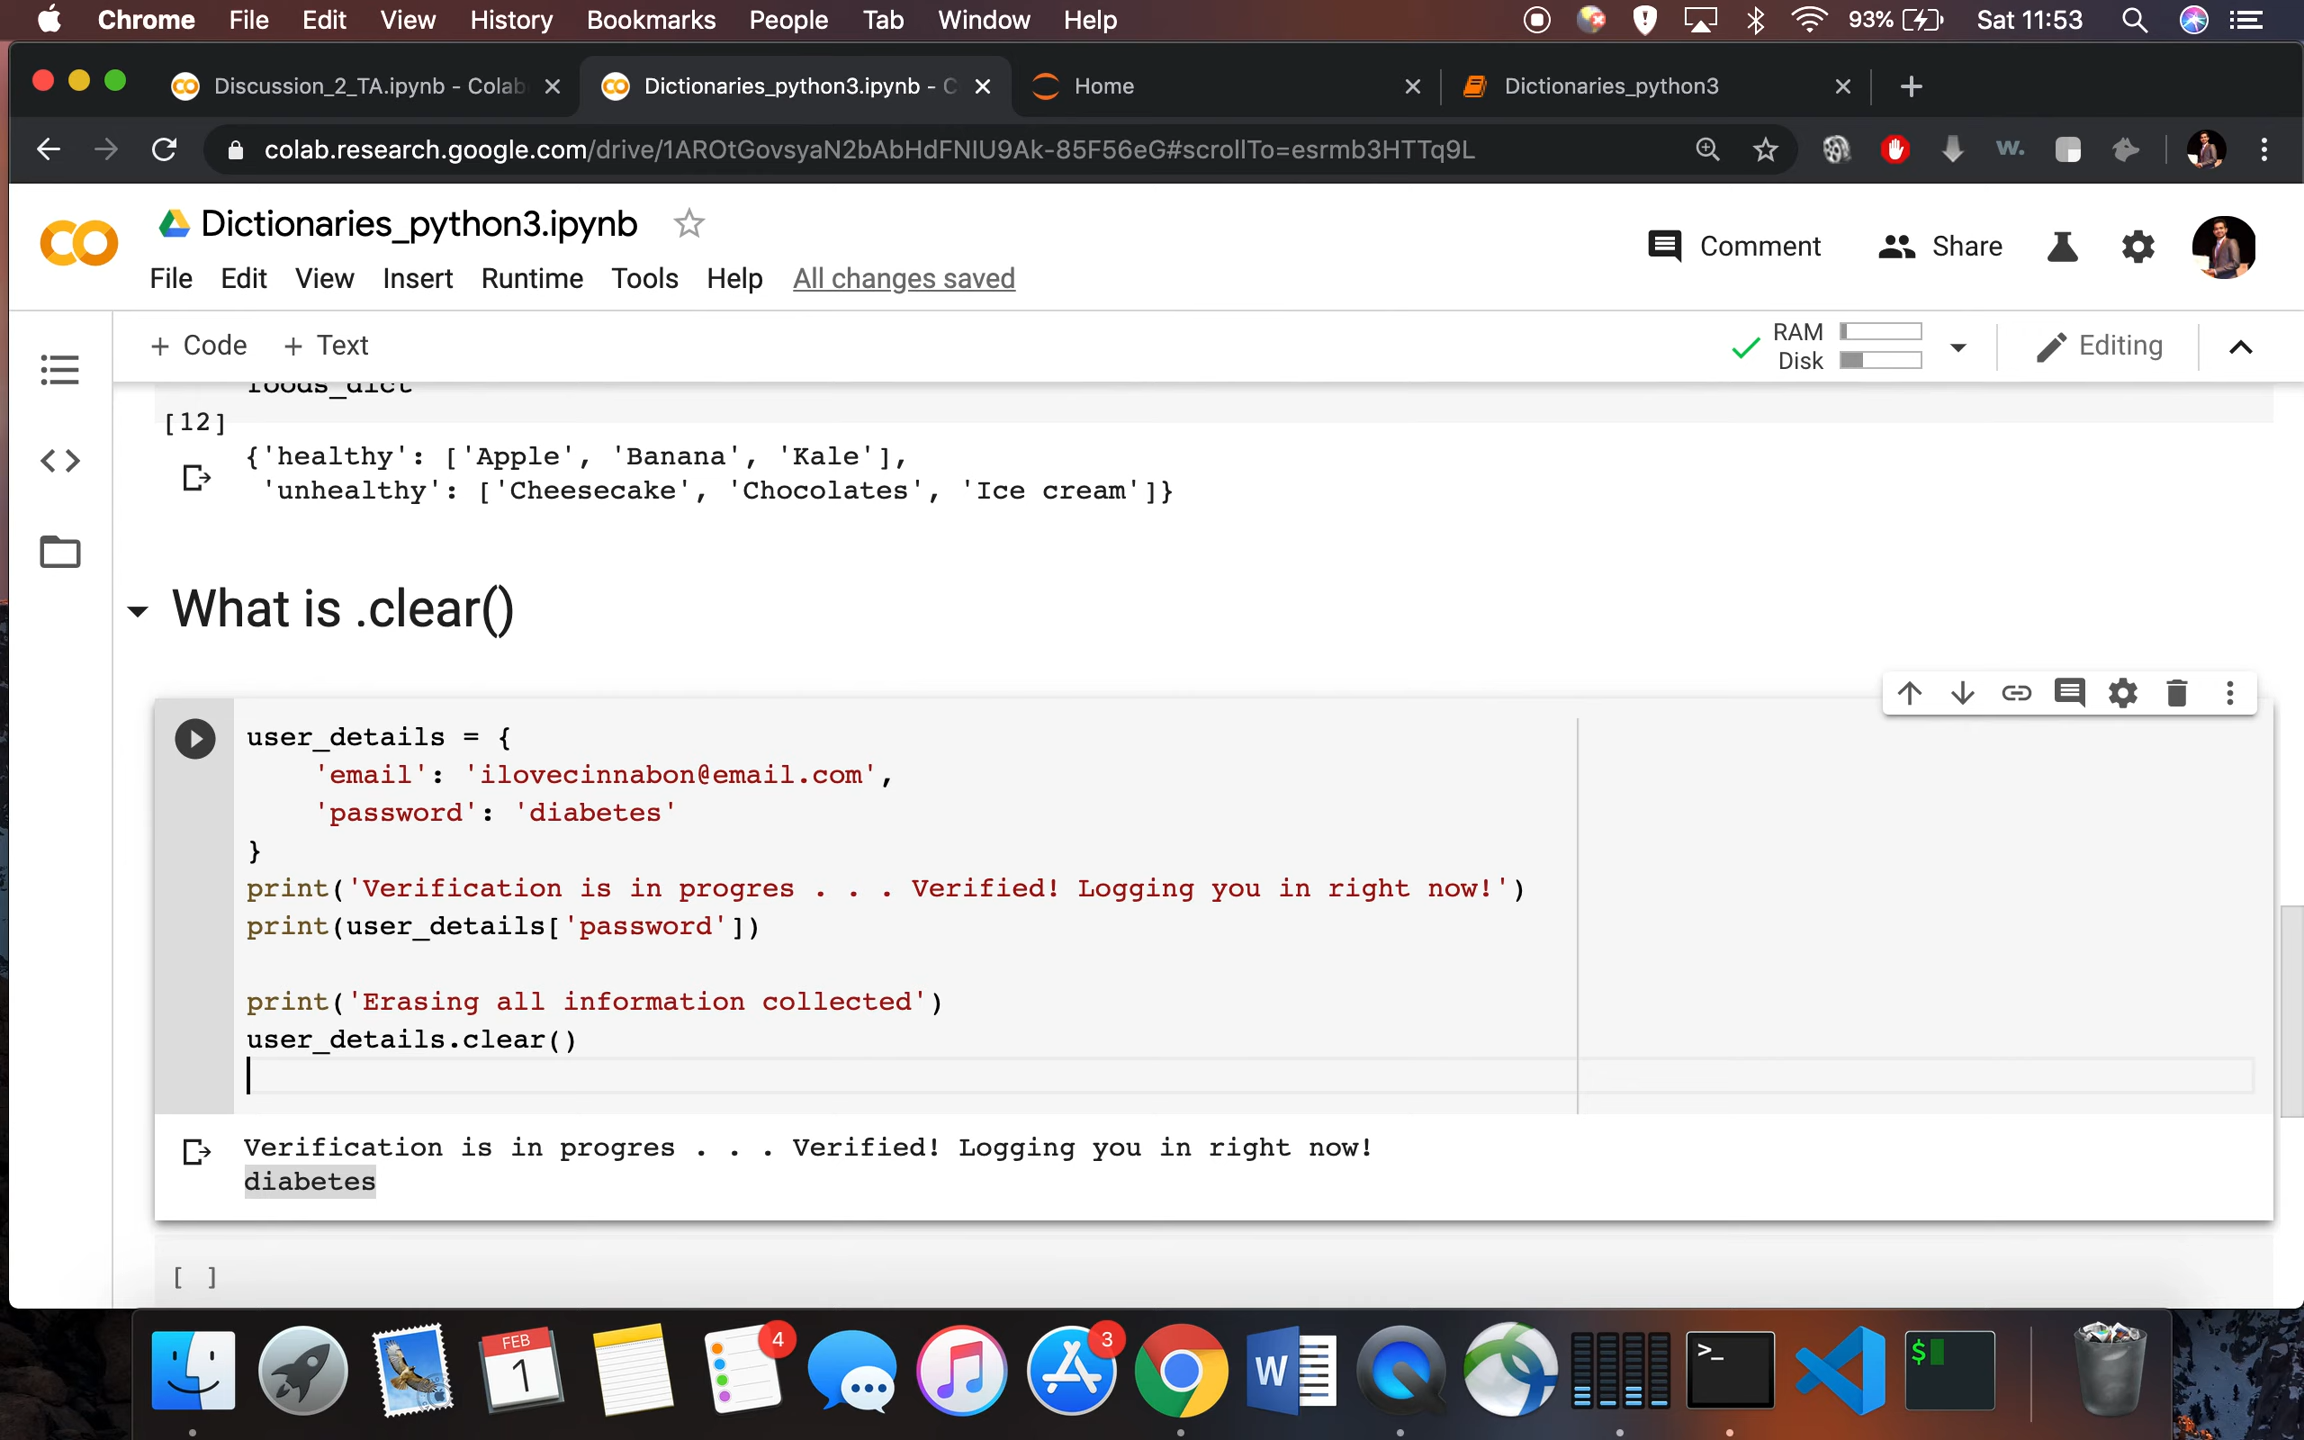 Chrome File Edit View History Bookmarks People Tab Window Help 93% Sat 11:53
Discussion_2_TA.ipynb - Colab Dictionaries_python3.ipynb - C Home Dictionaries_python3
colab.research.google.com/drive/1AROtGovsyaN2bAbHdFNIU9Ak-85F56eG#scrollTo=esrmb3HTTq9L w.
Dictionaries_python3.ipynb
Comment Share
File Edit View Insert Runtime Tools Help All changes saved
+ Code + Text RAM Disk Editing
foods_dict
[12]
{'healthy': ['Apple', 'Banana', 'Kale'],
'unhealthy': ['Cheesecake', 'Chocolates', 'Ice cream']}
What is .clear()
user_details = {
'email': 'ilovecinnabon@email.com',
'password': 'diabetes'
}
print('Verification is in progres . . . Verified! Logging you in right now!')
print(user_details['password'])
print('Erasing all information collected')
user_details.clear()
Verification is in progres . . . Verified! Logging you in right now!
diabetes
[ ]
FEB 1 4 3 W >_ $